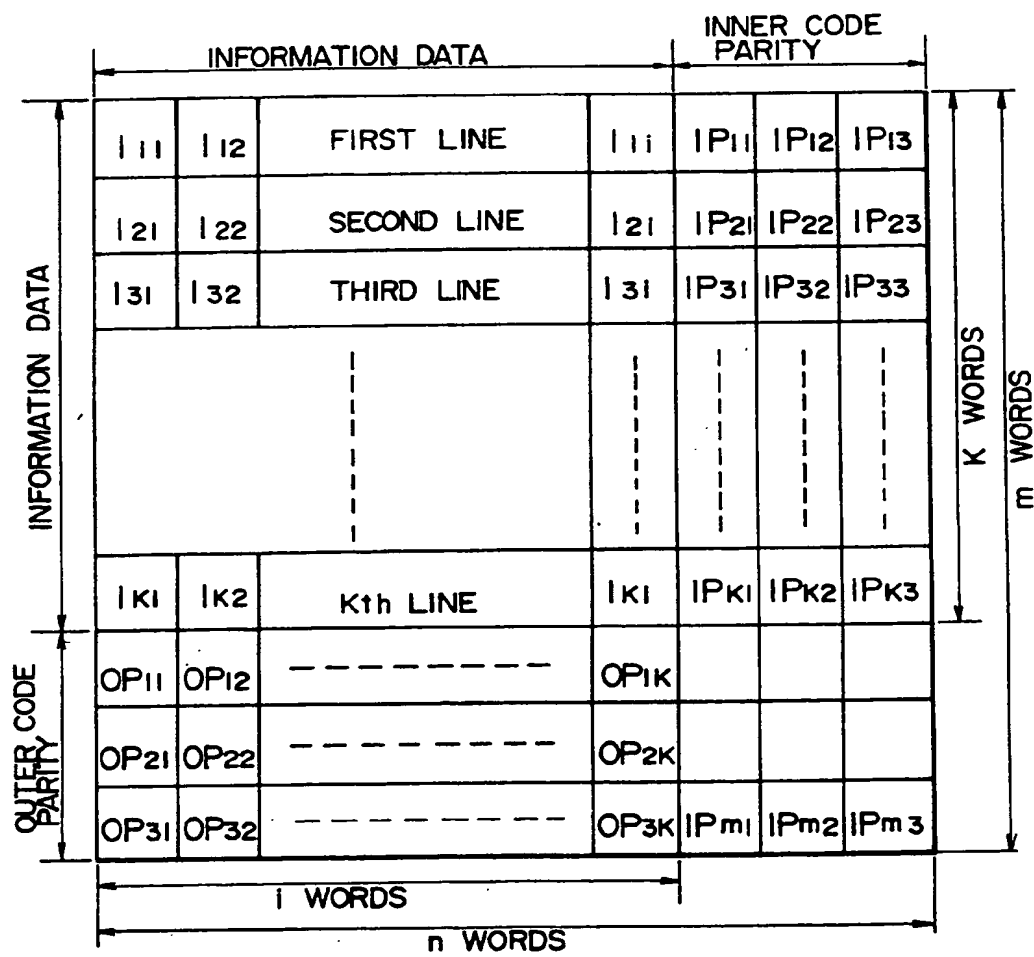 INFORMATION DATA
INNER CODE
PARITY
I11 I12 FIRST LINE I1i IP11 IP12 IP13
I21 I22 SECOND LINE I2i IP21 IP22 IP23
I31 I32 THIRD LINE I3i IP31 IP32 IP33
INFORMATION DATA
K WORDS
m WORDS
IK1 IK2 Kth LINE IK1 IPK1 IPK2 IPK3
OUTER CODE
PARITY
OP11 OP12 OP1K
OP21 OP22 OP2K
OP31 OP32 OP3K IPm1 IPm2 IPm3
i WORDS
n WORDS